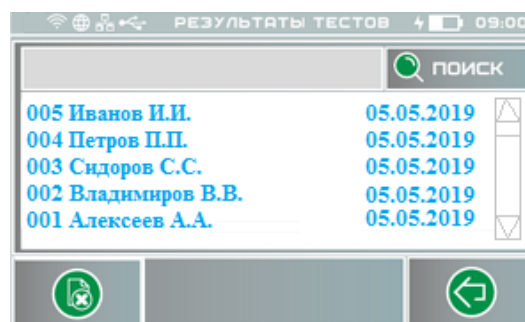 РЕЗУЛЬТАТЫ ТЕСТОВ 09:00
ПОИСК
005 Иванов И.И. 05.05.2019
004 Петров П.П. 05.05.2019
003 Сидоров С.С. 05.05.2019
002 Владимиров В.В. 05.05.2019
001 Алексеев А.А. 05.05.2019